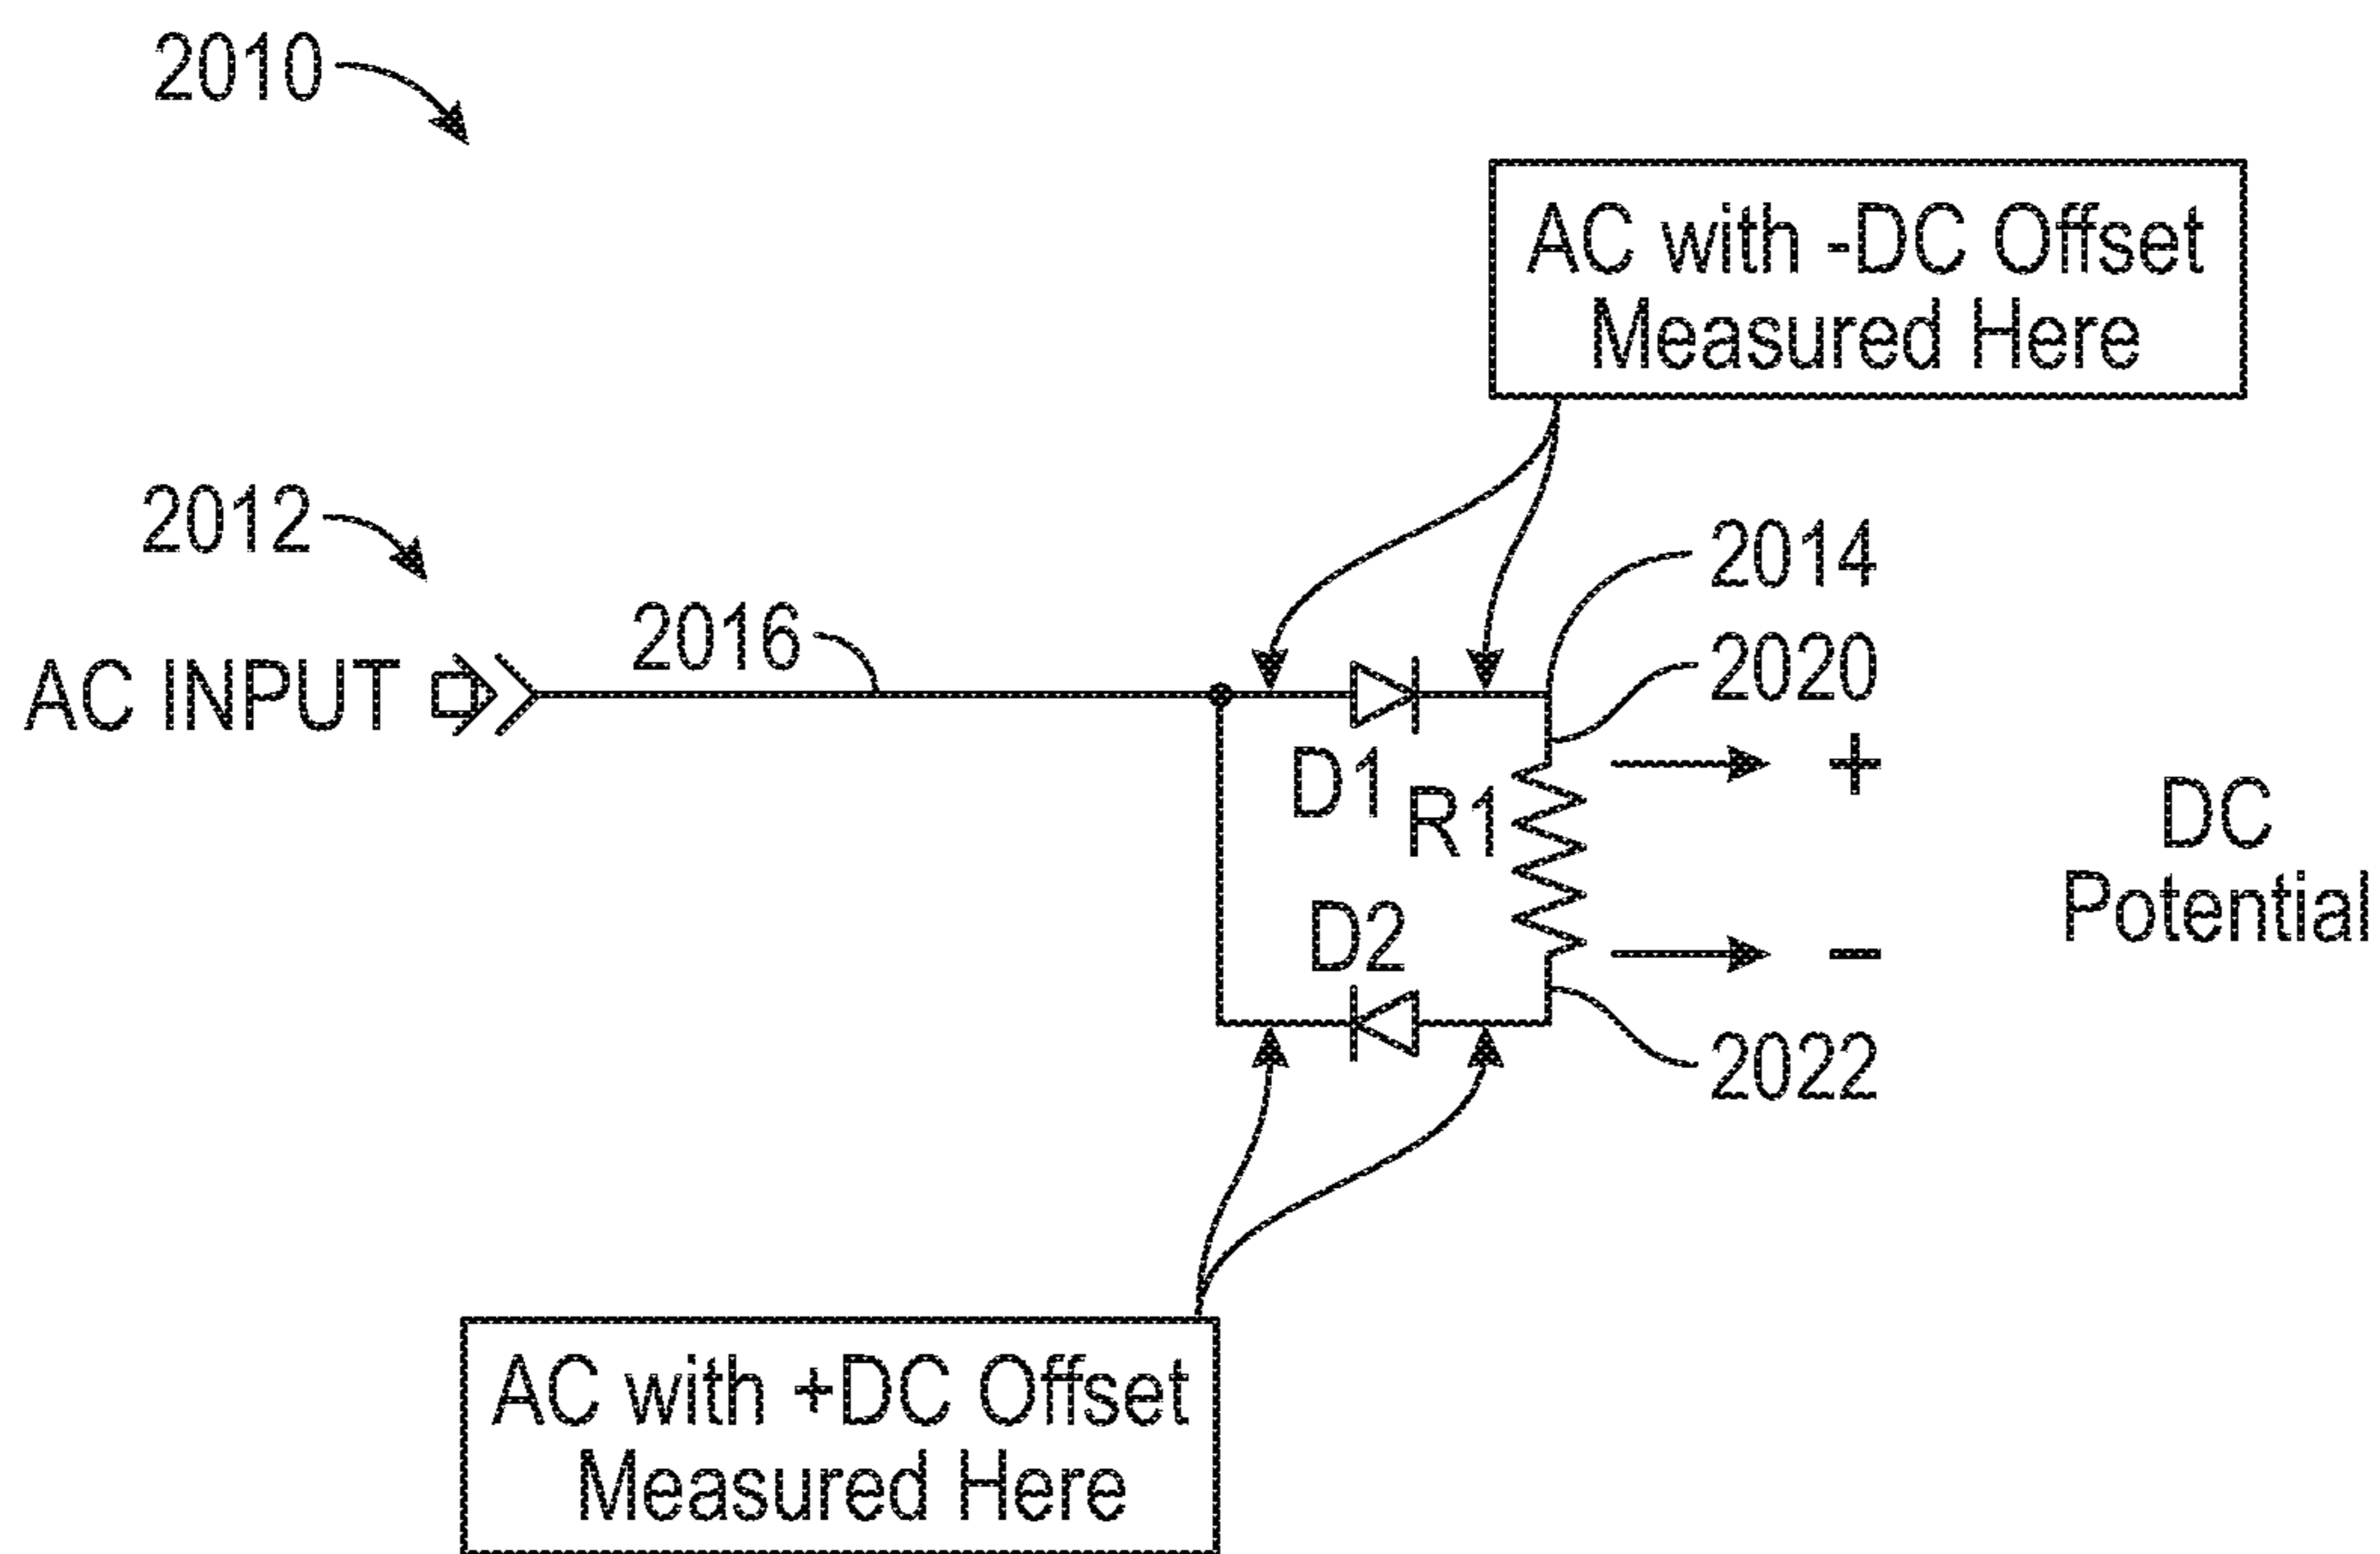 2010
AC with -DC Offset
Measured Here
2012
2014
2016
2020
AC INPUT
D1
+
R1
DC
Potential
D2
−
2022
AC with +DC Offset
Measured Here